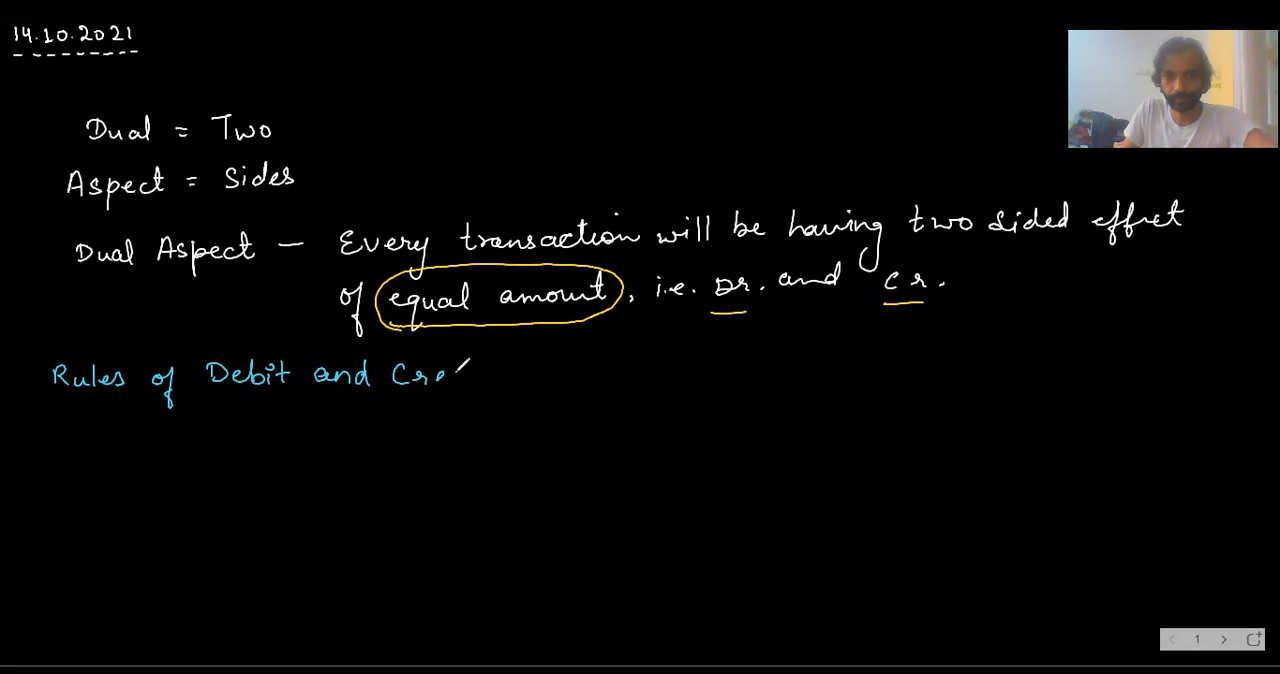 14.10.2021
Dual = Two
Aspect = Sides
Dual Aspect — Every transaction will be having two sided effect
of equal amount, i.e. Dr. and Cr.
Rules of Debit and Cre
1